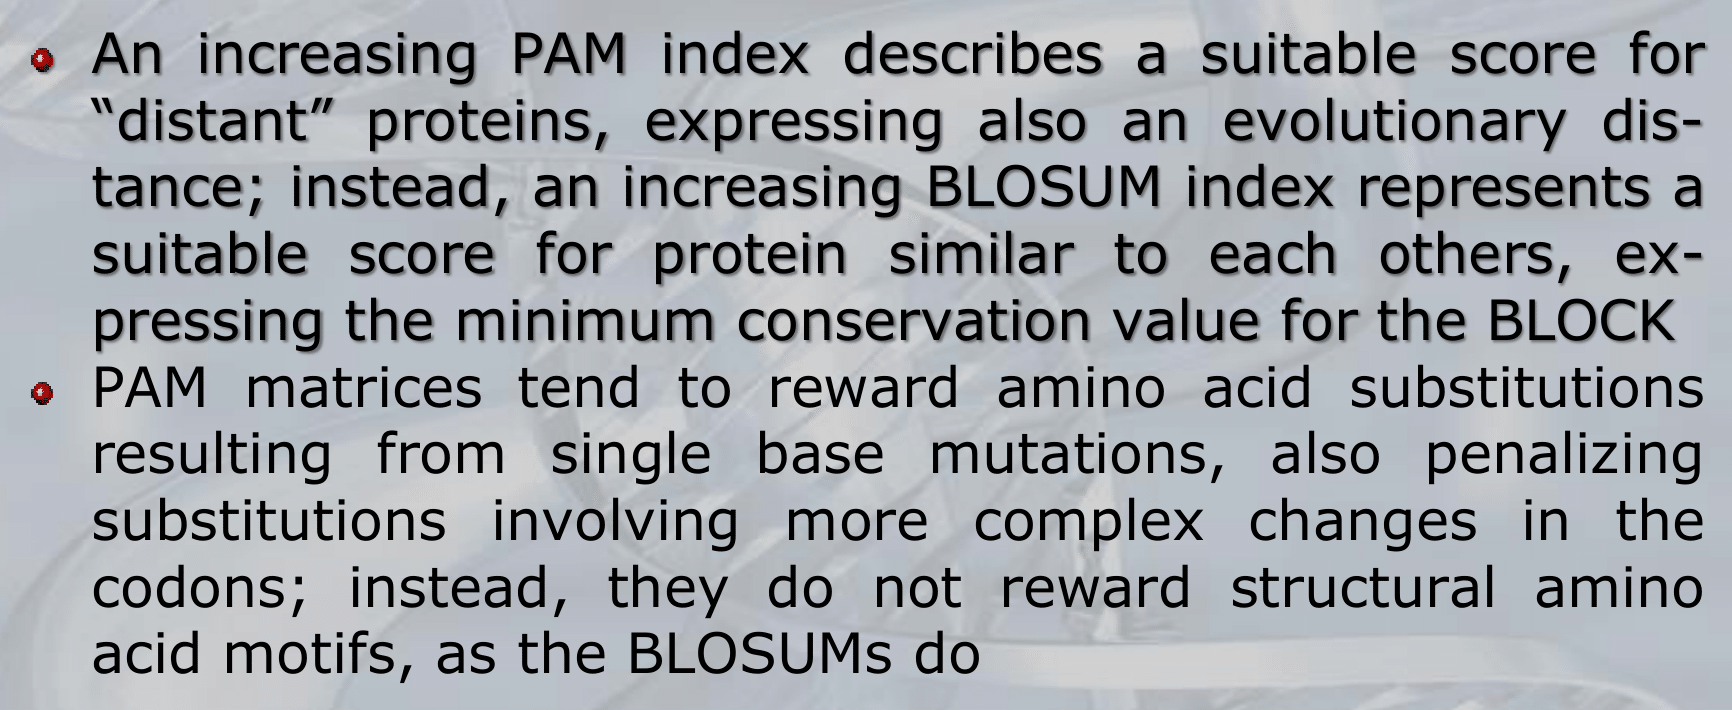 An increasing PAM index describes a suitable score for
“distant” proteins, expressing also an evolutionary dis-
tance; instead, an increasing BLOSUM index represents a
suitable score for protein similar to each others, ex-
pressing the minimum conservation value for the BLOCK
PAM matrices tend to reward amino acid substitutions
resulting from single base mutations, also penalizing
substitutions involving more complex changes in the
codons; instead, they do not reward structural amino
acid motifs, as the BLOSUMs do